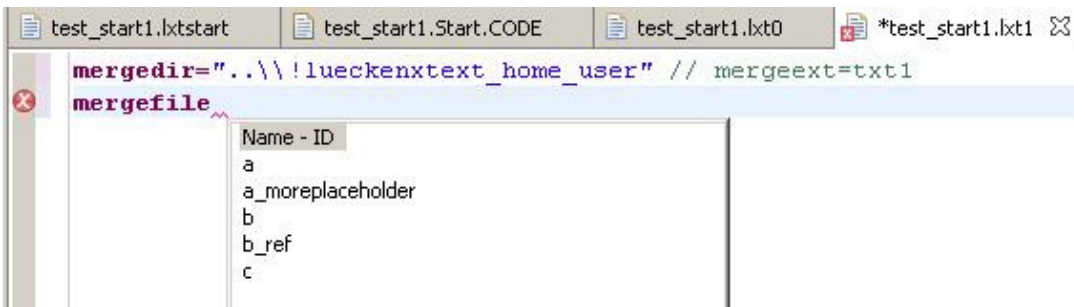 test_start1.lxtstart test_start1.Start.CODE test_start1.lxt0 *test_start1.lxt1
mergedir="..\\!lueckenxtext_home_user" // mergeext=txt1
mergefile
Name - ID
a
a_moreplaceholder
b
b_ref
c